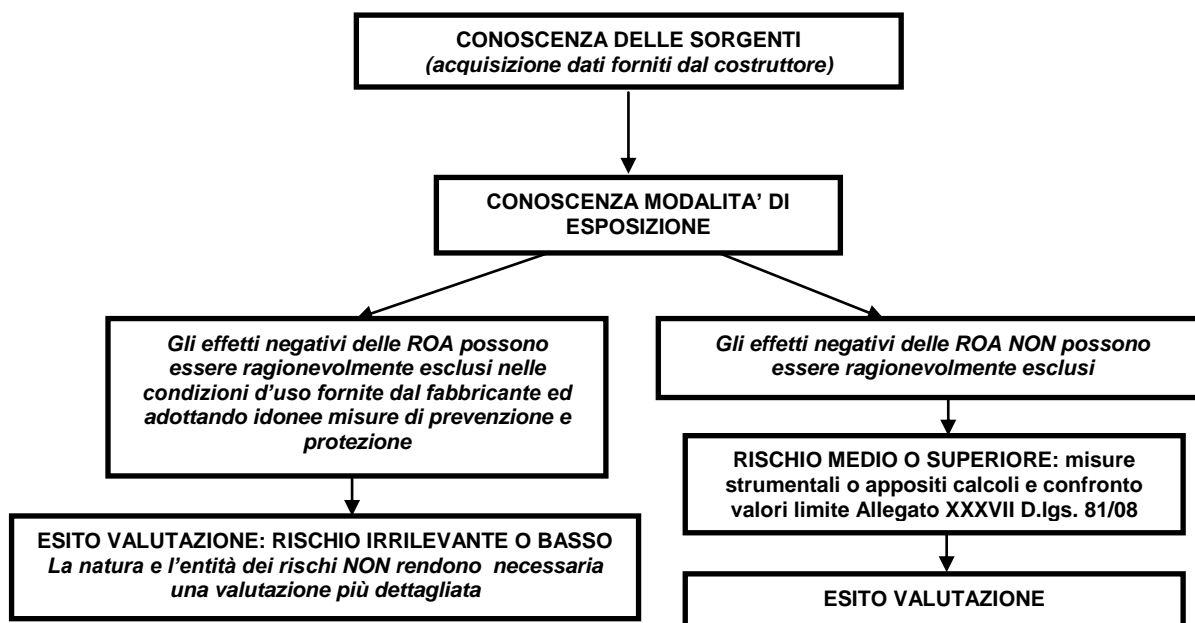 CONOSCENZA DELLE SORGENTI
(acquisizione dati forniti dal costruttore)
CONOSCENZA MODALITA’ DI
ESPOSIZIONE
Gli effetti negativi delle ROA possono
essere ragionevolmente esclusi nelle
condizioni d’uso fornite dal fabbricante ed
adottando idonee misure di prevenzione e
protezione
Gli effetti negativi delle ROA NON possono
essere ragionevolmente esclusi
RISCHIO MEDIO O SUPERIORE: misure
strumentali o appositi calcoli e confronto
valori limite Allegato XXXVII D.lgs. 81/08
ESITO VALUTAZIONE: RISCHIO IRRILEVANTE O BASSO
La natura e l’entità dei rischi NON rendono necessaria
una valutazione più dettagliata
ESITO VALUTAZIONE